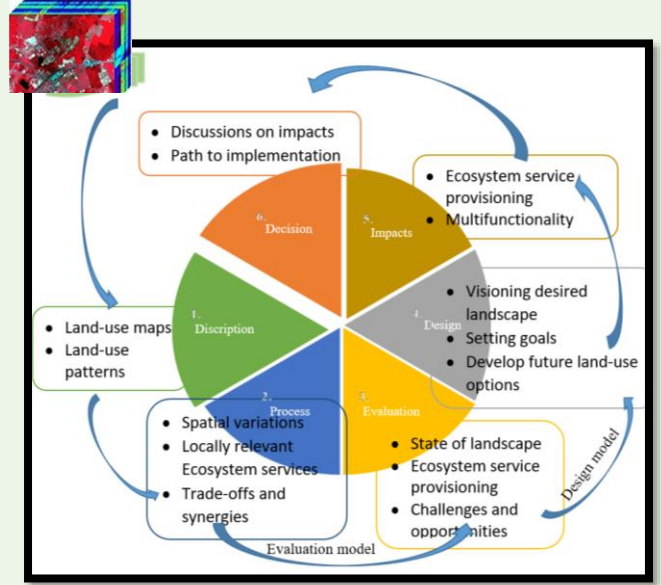 • Discussions on impacts
• Path to implementation
6.
Decision
5.
Impacts
• Ecosystem service
provisioning
• Multifunctionality
1.
Discription
• Land-use maps
• Land-use
patterns
4.
Design
• Visioning desired
landscape
• Setting goals
• Develop future land-use
options
2.
Process
• Spatial variations
• Locally relevant
Ecosystem services
• Trade-offs and
synergies
3.
Evaluation
• State of landscape
• Ecosystem service
provisioning
• Challenges and
opportunities
Evaluation model
Design model